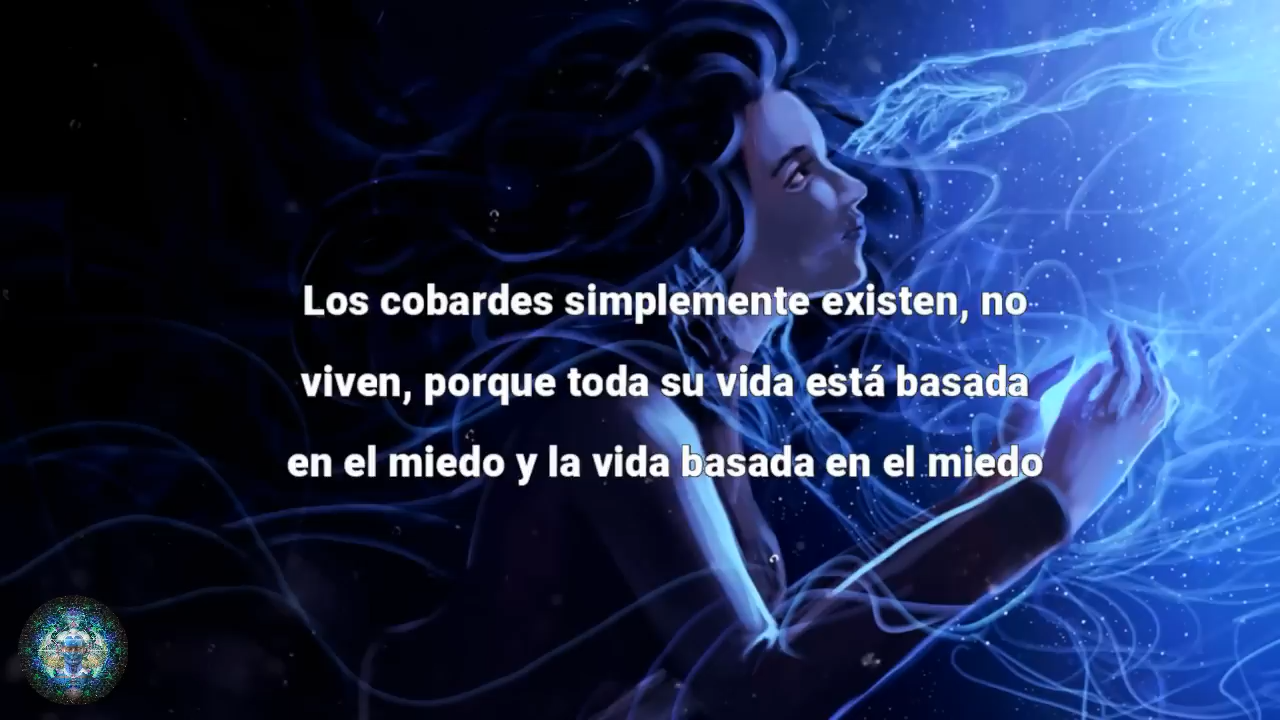 Los cobardes simplemente existen, no
viven, porque toda su vida está basada
en el miedo y la vida basada en el miedo